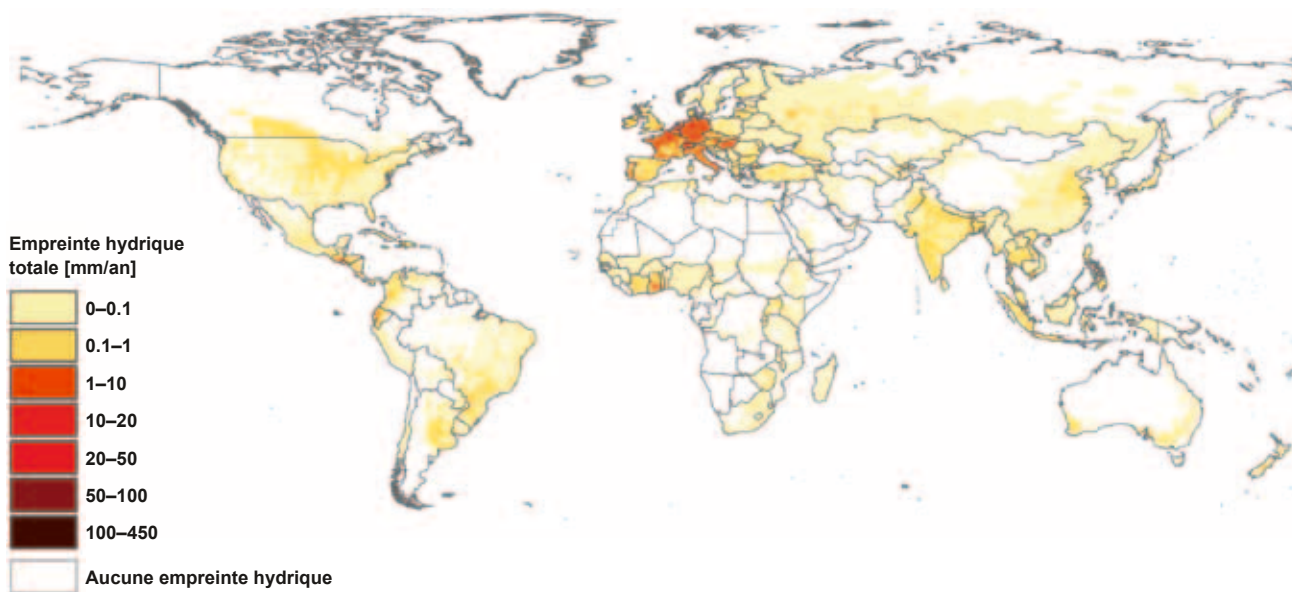 Empreinte hydrique
totale [mm/an]
0–0.1
0.1–1
1–10
10–20
20–50
50–100
100–450
Aucune empreinte hydrique